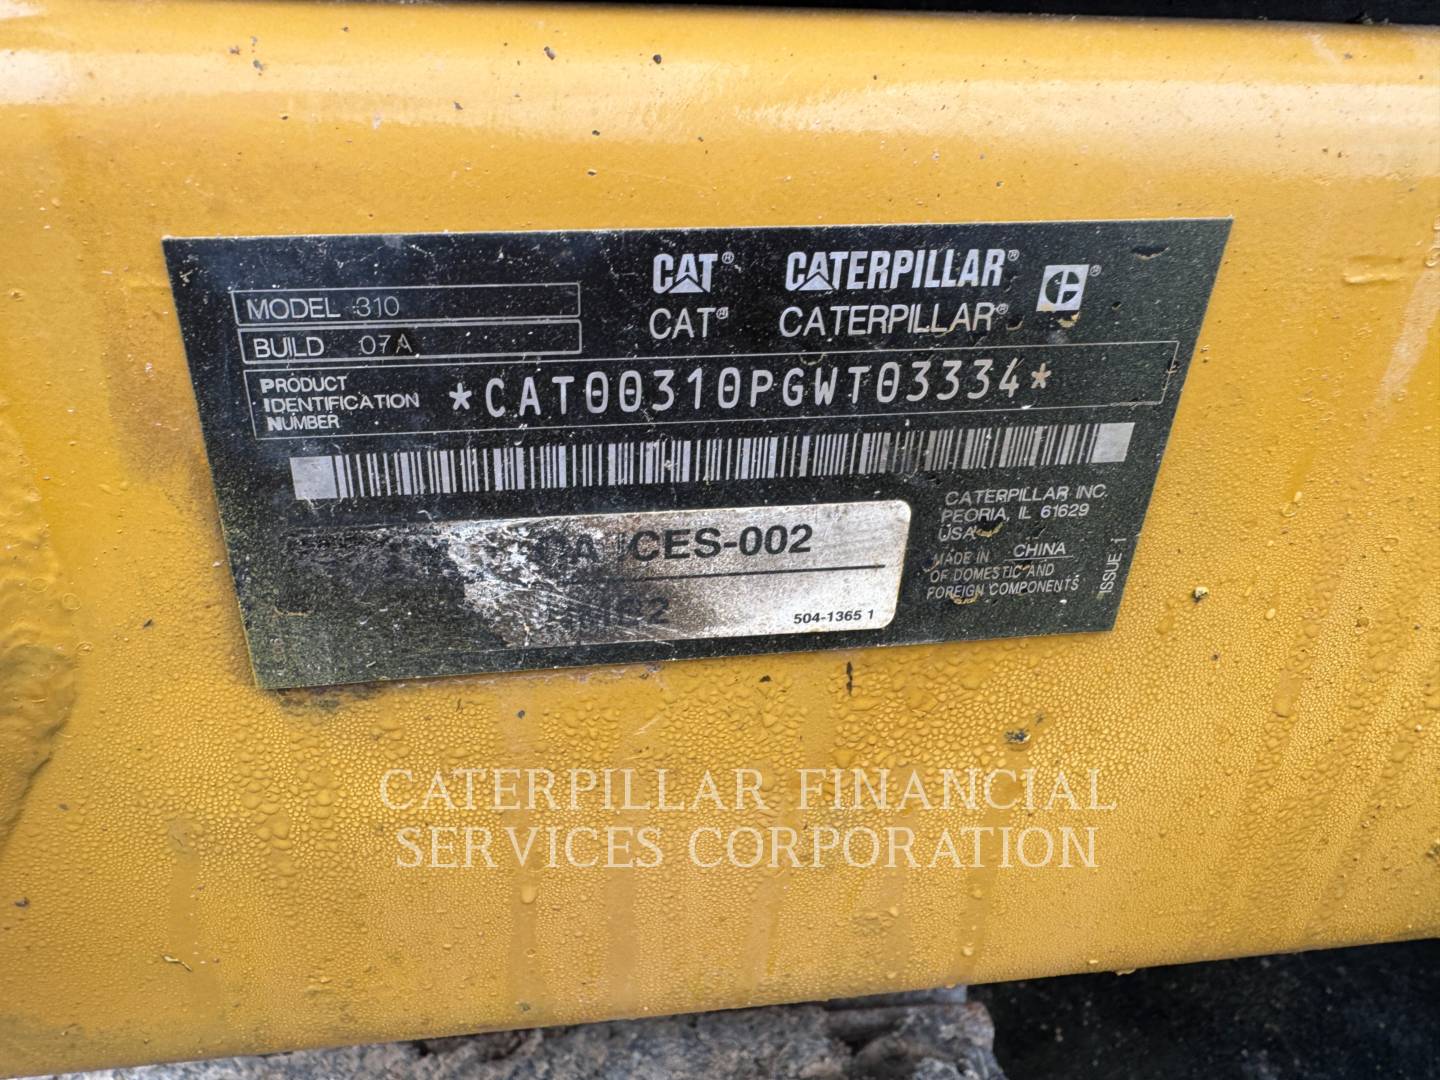 CAT® CATERPILLAR® ®
CAT® CATERPILLAR®
MODEL 310
BUILD 07A
PRODUCT
IDENTIFICATION
NUMBER
*CAT00310PGWT03334*
CATERPILLAR INC.
PEORIA, IL 61629
USA
MADE IN CHINA
OF DOMESTIC AND
FOREIGN COMPONENTS
ISSUE 1
ICES-002
504-1365 1
CATERPILLAR FINANCIAL
SERVICES CORPORATION